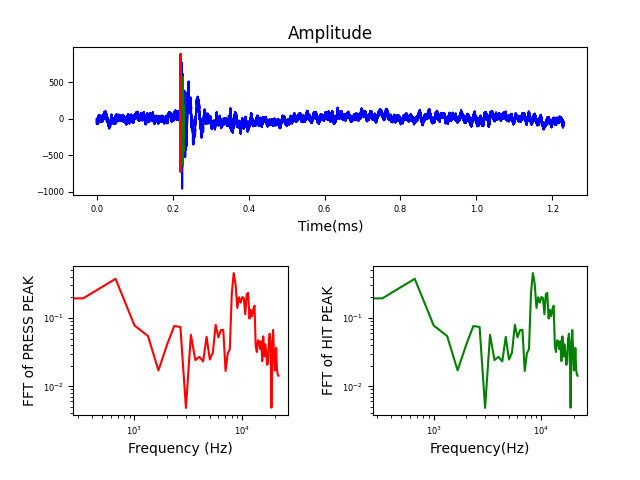 Amplitude
500
0
−500
−1000
0.0 0.2 0.4 0.6 0.8 1.0 1.2
Time(ms)
FFT of PRESS PEAK
10⁻¹
10⁻²
10³ 10⁴
Frequency (Hz)
FFT of HIT PEAK
10⁻¹
10⁻²
10³ 10⁴
Frequency(Hz)